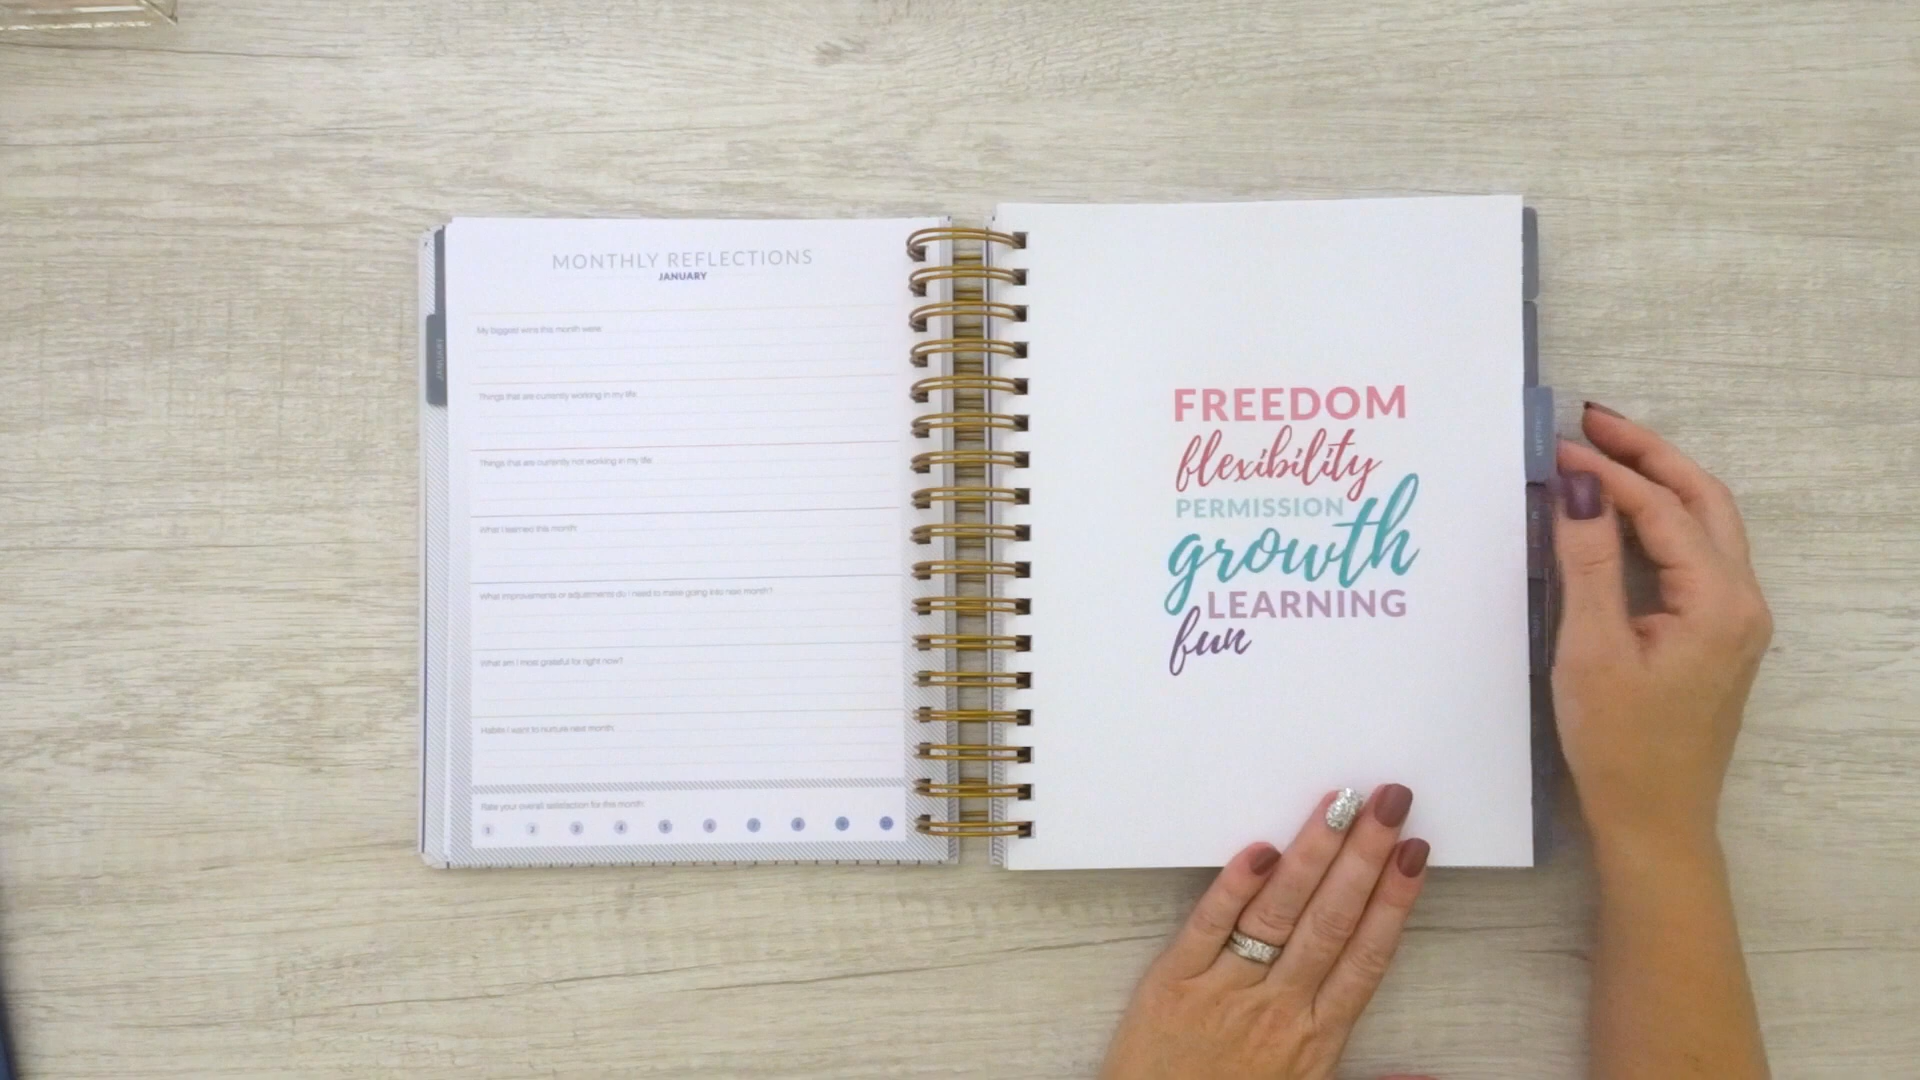 MONTHLY REFLECTIONS
JANUARY
My biggest wins this month were:
Things that are currently working in my life:
Things that are currently not working in my life:
What I learned this month:
What improvements or adjustments do I need to make going into next month?
What am I most grateful for right now?
Habits I want to nurture next month:
Rate your overall satisfaction for this month:
1 2 3 4 5 6 7 8 9
JANUARY
FREEDOM
flexibility
PERMISSION
growth
LEARNING
fun